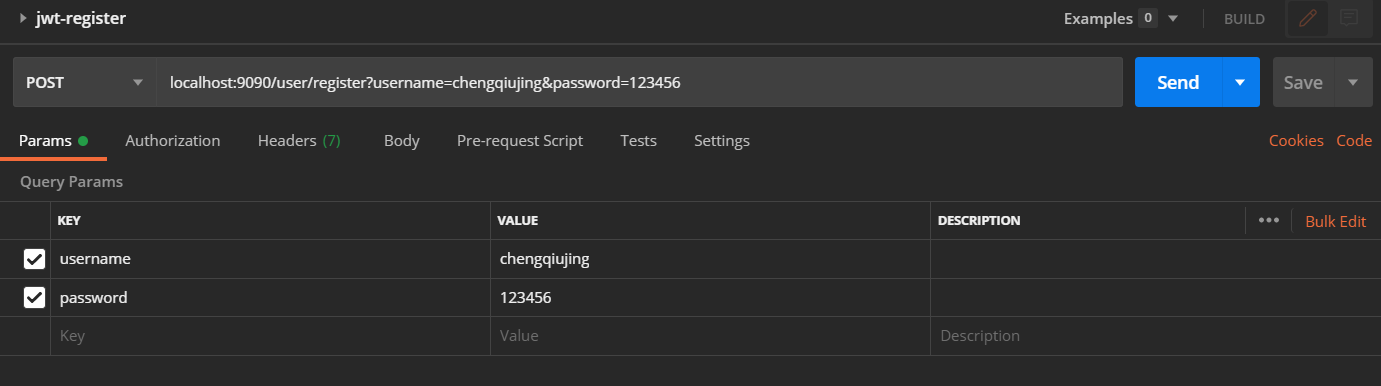 jwt-register Examples 0 BUILD
POST localhost:9090/user/register?username=chengqiujing&password=123456 Send Save
Params Authorization Headers (7) Body Pre-request Script Tests Settings Cookies Code
Query Params
KEY VALUE DESCRIPTION ••• Bulk Edit
username chengqiujing
password 123456
Key Value Description